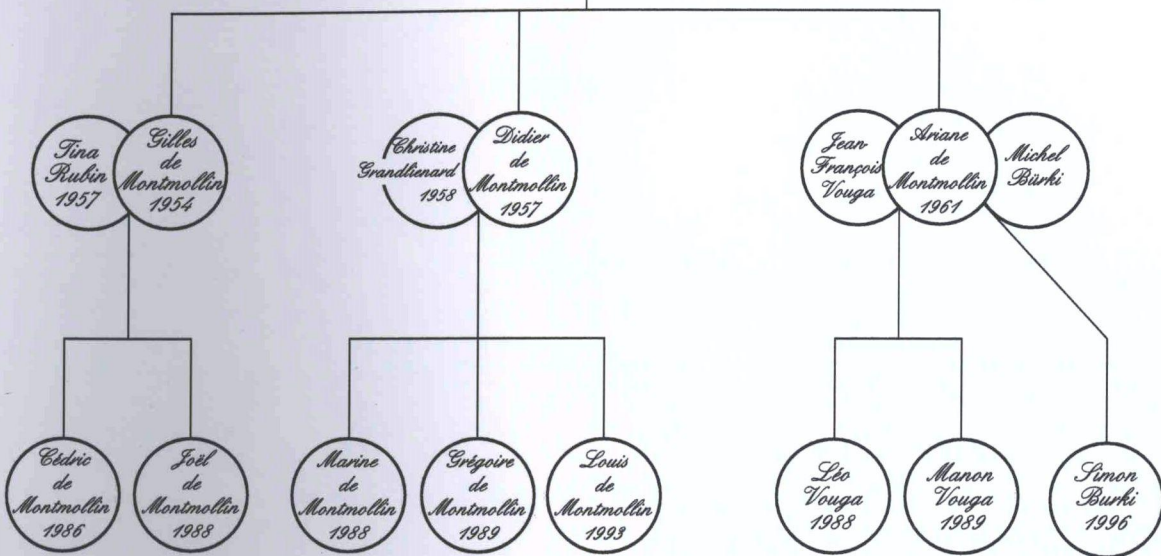 Tina
Rubin
1957
Gilles
de
Montmollin
1954
Christine
Grandlienard
1958
Didier
de
Montmollin
1957
Jean
François
Vouga
Ariane
de
Montmollin
1961
Michel
Bürki
Cédric
de
Montmollin
1986
Joël
de
Montmollin
1988
Marine
de
Montmollin
1988
Grégoire
de
Montmollin
1989
Louis
de
Montmollin
1993
Léo
Vouga
1988
Manon
Vouga
1989
Simon
Burki
1996